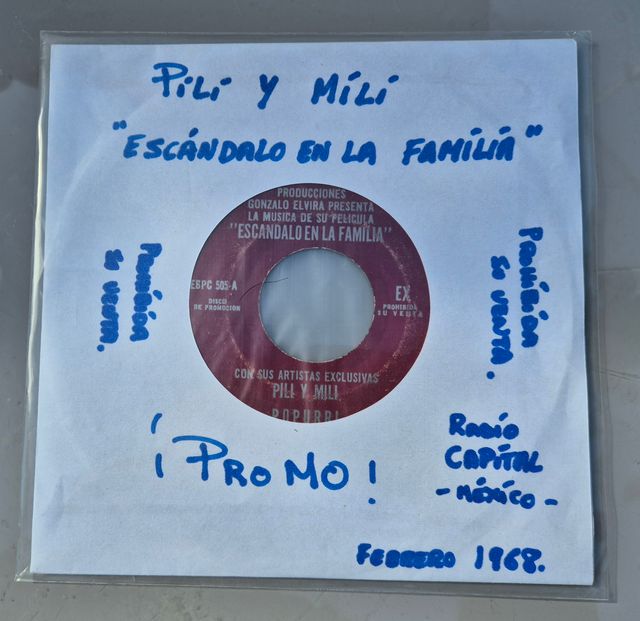 Pili y Mili
"Escándalo en la Familia"
PRODUCCIONES
GONZALO ELVIRA PRESENTA
LA MUSICA DE SU PELICULA
"ESCANDALO EN LA FAMILIA"
EBPC 505-A
DISCO
DE PROMOCION
EX
PROHIBIDA
SU VENTA
CON SUS ARTISTAS EXCLUSIVAS
PILI Y MILI
POPURRI
Prohibida
Su venta.
Prohibida
Su venta.
¡Promo!
Radio
Capital
- México -
Febrero 1968.